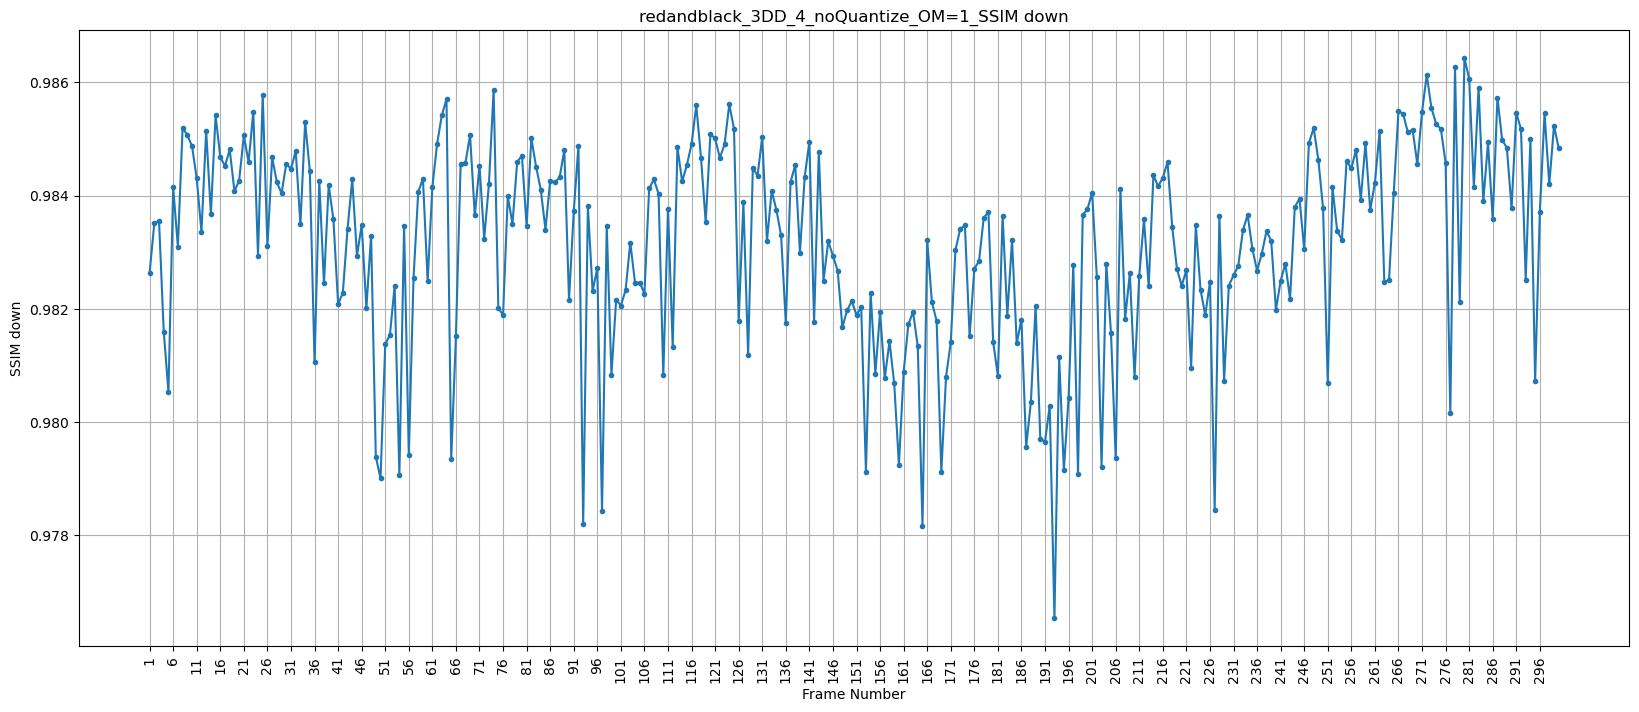 redandblack_3DD_4_noQuantize_OM=1_SSIM down
SSIM down
0.986
0.984
0.982
0.980
0.978
1 6 11 16 21 26 31 36 41 46 51 56 61 66 71 76 81 86 91 96 101 106 111 116 121 126 131 136 141 146 151 156 161 166 171 176 181 186 191 196 201 206 211 216 221 226 231 236 241 246 251 256 261 266 271 276 281 286 291 296
Frame Number